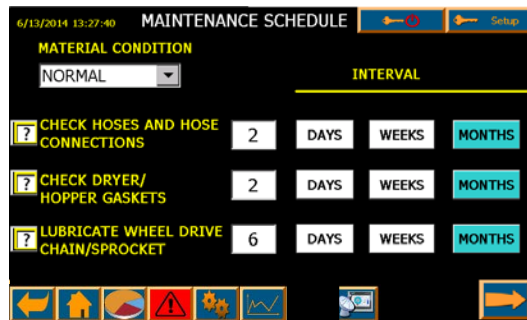 6/13/2014 13:27:40 MAINTENANCE SCHEDULE Setup
MATERIAL CONDITION
NORMAL
INTERVAL
? CHECK HOSES AND HOSE CONNECTIONS 2 DAYS WEEKS MONTHS
? CHECK DRYER/ HOPPER GASKETS 2 DAYS WEEKS MONTHS
? LUBRICATE WHEEL DRIVE CHAIN/SPROCKET 6 DAYS WEEKS MONTHS